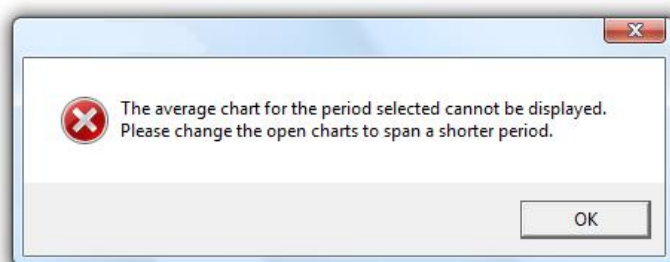 The average chart for the period selected cannot be displayed.
Please change the open charts to span a shorter period.
OK